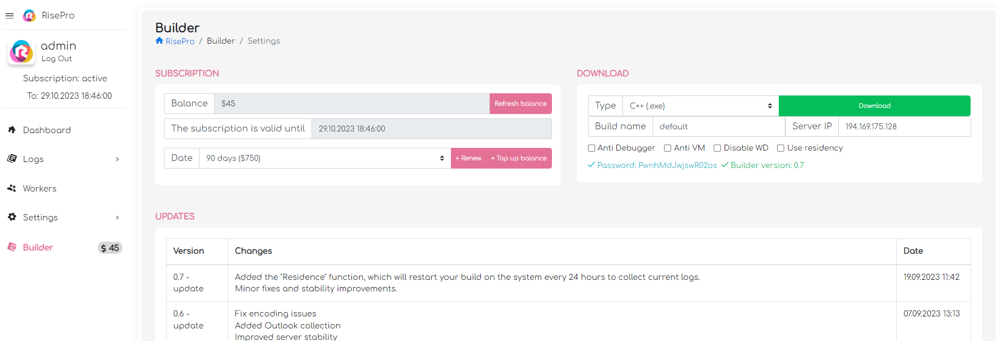 RisePro
admin
Log Out
Subscription: active
To: 29.10.2023 18:46:00
Dashboard
Logs
Workers
Settings
Builder $ 45
Builder
RisePro / Builder / Settings
SUBSCRIPTION
Balance $45 Refresh balance
The subscription is valid until 29.10.2023 18:46:00
Date 90 days ($750) + Renew + Top up balance
DOWNLOAD
Type C++ (.exe) Download
Build name default Server IP 194.169.175.128
Anti Debugger Anti VM Disable WD Use residency
Password: PwnhMdJwjswR02os Builder version: 0.7
UPDATES
Version Changes Date
0.7 - update
Added the "Residence" function, which will restart your build on the system every 24 hours to collect current logs.
Minor fixes and stability improvements.
19.09.2023 11:42
0.6 - update
Fix encoding issues
Added Outlook collection
Improved server stability
07.09.2023 13:13